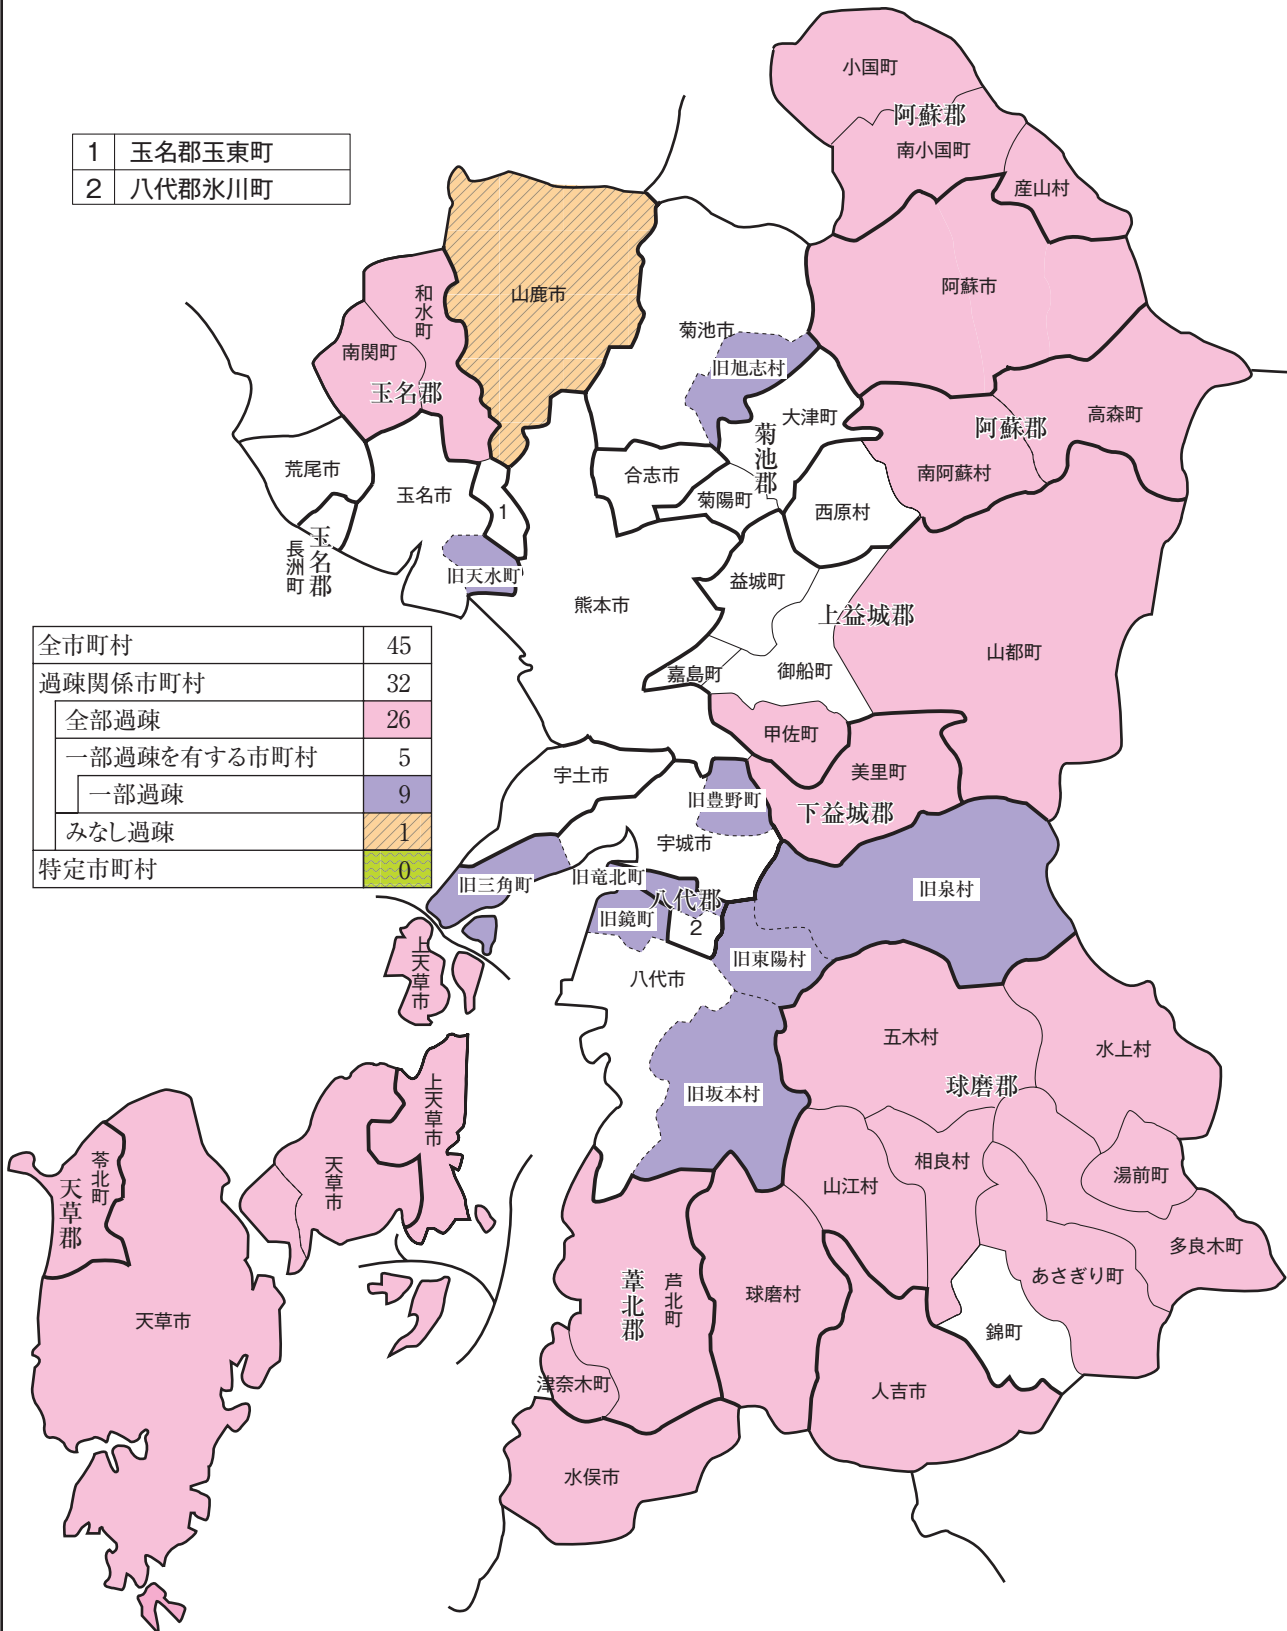 小国町
阿蘇郡
南小国町
産山村
1 玉名郡玉東町
2 八代郡氷川町
山鹿市
和水町
南関町
玉名郡
菊池市
旧旭志村
阿蘇市
大津町
菊池郡
阿蘇郡
高森町
南阿蘇村
荒尾市
玉名市
1
合志市
菊陽町
西原村
玉名郡
長洲町
旧天水町
熊本市
益城町
上益城郡
山都町
嘉島町
御船町
全市町村 45
過疎関係市町村 32
全部過疎 26
一部過疎を有する市町村 5
一部過疎 9
みなし過疎 1
特定市町村 0
甲佐町
美里町
下益城郡
宇土市
旧豊野町
宇城市
旧三角町
旧竜北町
八代郡
旧鏡町
2
旧泉村
旧東陽村
八代市
上天草市
五木村
水上村
球磨郡
旧坂本村
上天草市
天草市
苓北町
天草郡
相良村
山江村
湯前町
多良木町
あさぎり町
天草市
葦北郡
芦北町
球磨村
錦町
津奈木町
人吉市
水俣市